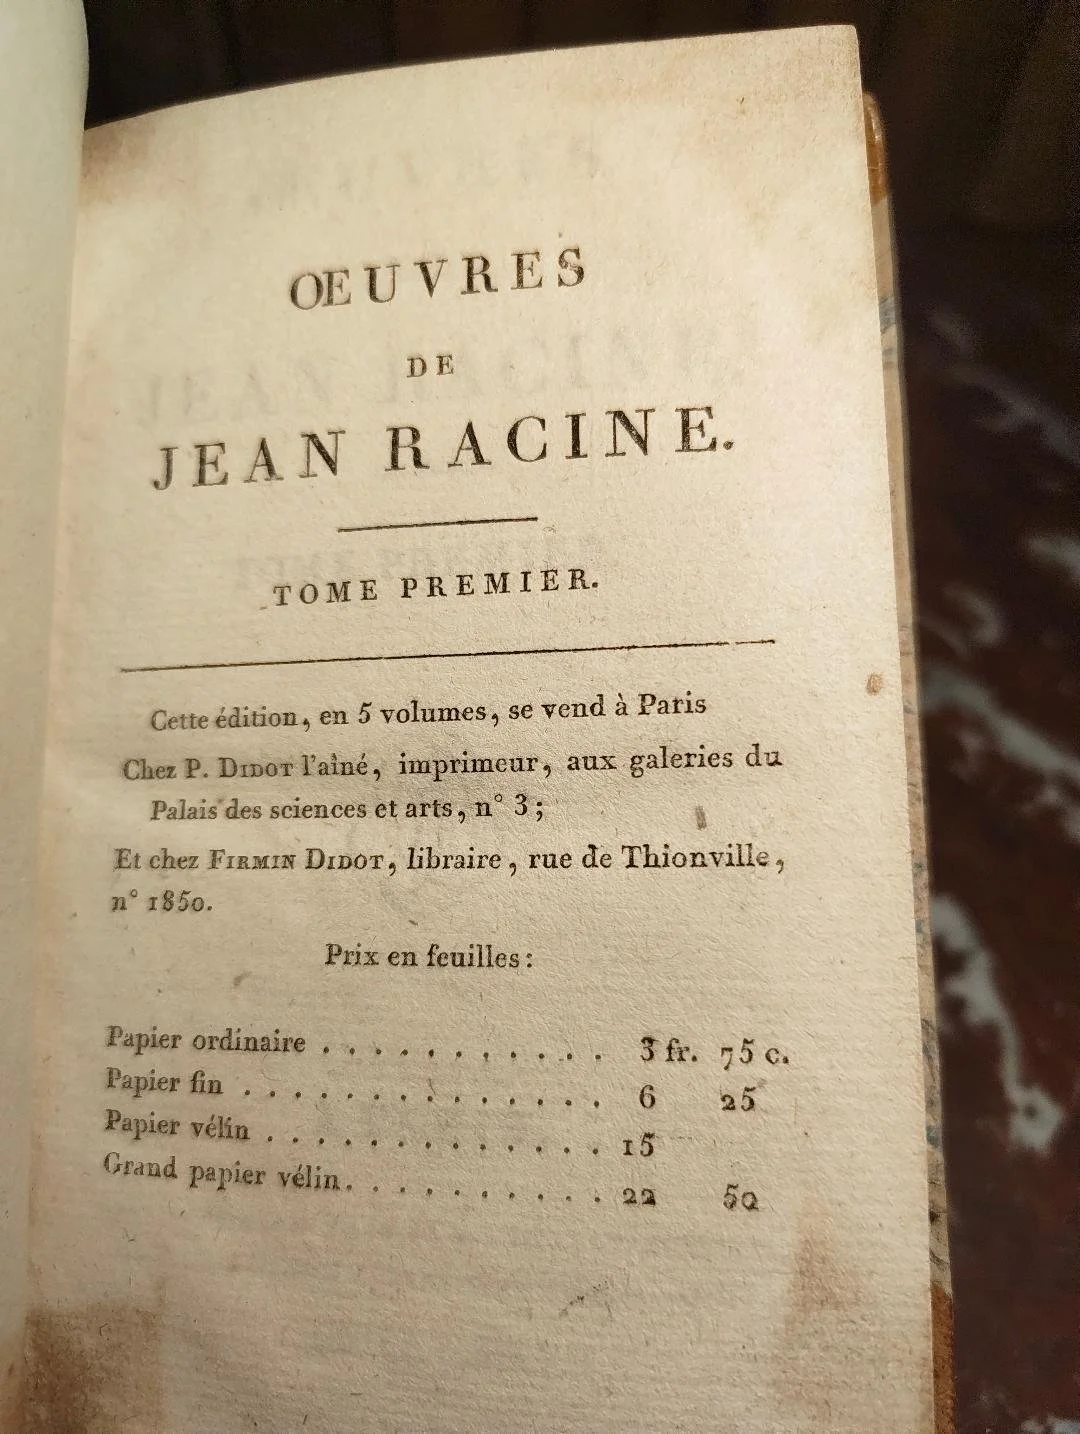 OEUVRES
DE
JEAN RACINE.
TOME PREMIER.
Cette édition, en 5 volumes, se vend à Paris
Chez P. DIDOT l'aîné, imprimeur, aux galeries du
Palais des sciences et arts, n° 3;
Et chez FIRMIN DIDOT, libraire, rue de Thionville,
n° 1850.
Prix en feuilles:
Papier ordinaire . . . . . . . . . . . 3 fr. 75 c.
Papier fin . . . . . . . . . . . . . . 6 25
Papier vélin . . . . . . . . . . . . . 15
Grand papier vélin. . . . . . . . . . 22 50